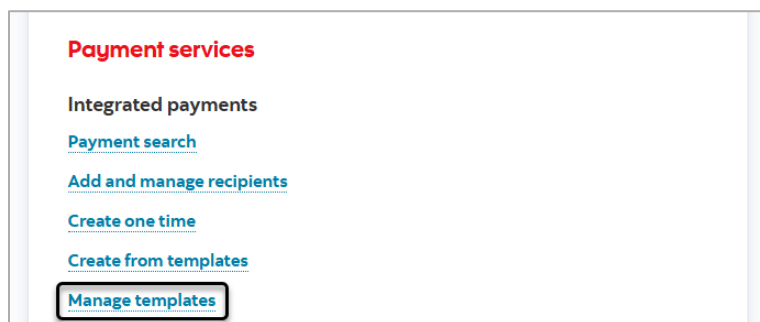 Payment services
Integrated payments
Payment search
Add and manage recipients
Create one time
Create from templates
Manage templates